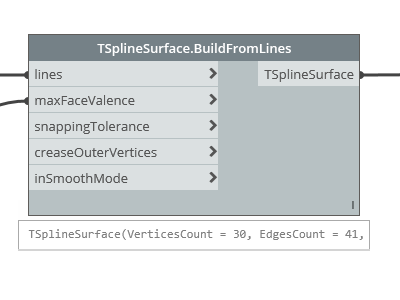 TSplineSurface.BuildFromLines
lines
TSplineSurface
maxFaceValence
snappingTolerance
creaseOuterVertices
inSmoothMode
TSplineSurface(VerticesCount = 30, EdgesCount = 41,